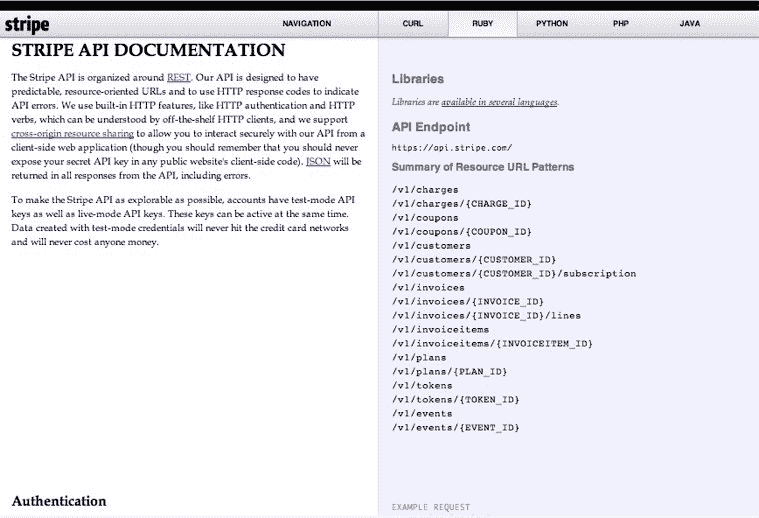 stripe
NAVIGATION
CURL
RUBY
PYTHON
PHP
JAVA
STRIPE API DOCUMENTATION
The Stripe API is organized around REST. Our API is designed to have
predictable, resource-oriented URLs and to use HTTP response codes to indicate
API errors. We use built-in HTTP features, like HTTP authentication and HTTP
verbs, which can be understood by off-the-shelf HTTP clients, and we support
cross-origin resource sharing to allow you to interact securely with our API from a
client-side web application (though you should remember that you should never
expose your secret API key in any public website's client-side code). JSON will be
returned in all responses from the API, including errors.
To make the Stripe API as explorable as possible, accounts have test-mode API
keys as well as live-mode API keys. These keys can be active at the same time.
Data created with test-mode credentials will never hit the credit card networks
and will never cost anyone money.
Authentication
Libraries
Libraries are available in several languages.
API Endpoint
https://api.stripe.com/
Summary of Resource URL Patterns
/v1/charges
/v1/charges/{CHARGE_ID}
/v1/coupons
/v1/coupons/{COUPON_ID}
/v1/customers
/v1/customers/{CUSTOMER_ID}
/v1/customers/{CUSTOMER_ID}/subscription
/v1/invoices
/v1/invoices/{INVOICE_ID}
/v1/invoices/{INVOICE_ID}/lines
/v1/invoiceitems
/v1/invoiceitems/{INVOICEITEM_ID}
/v1/plans
/v1/plans/{PLAN_ID}
/v1/tokens
/v1/tokens/{TOKEN_ID}
/v1/events
/v1/events/{EVENT_ID}
EXAMPLE REQUEST